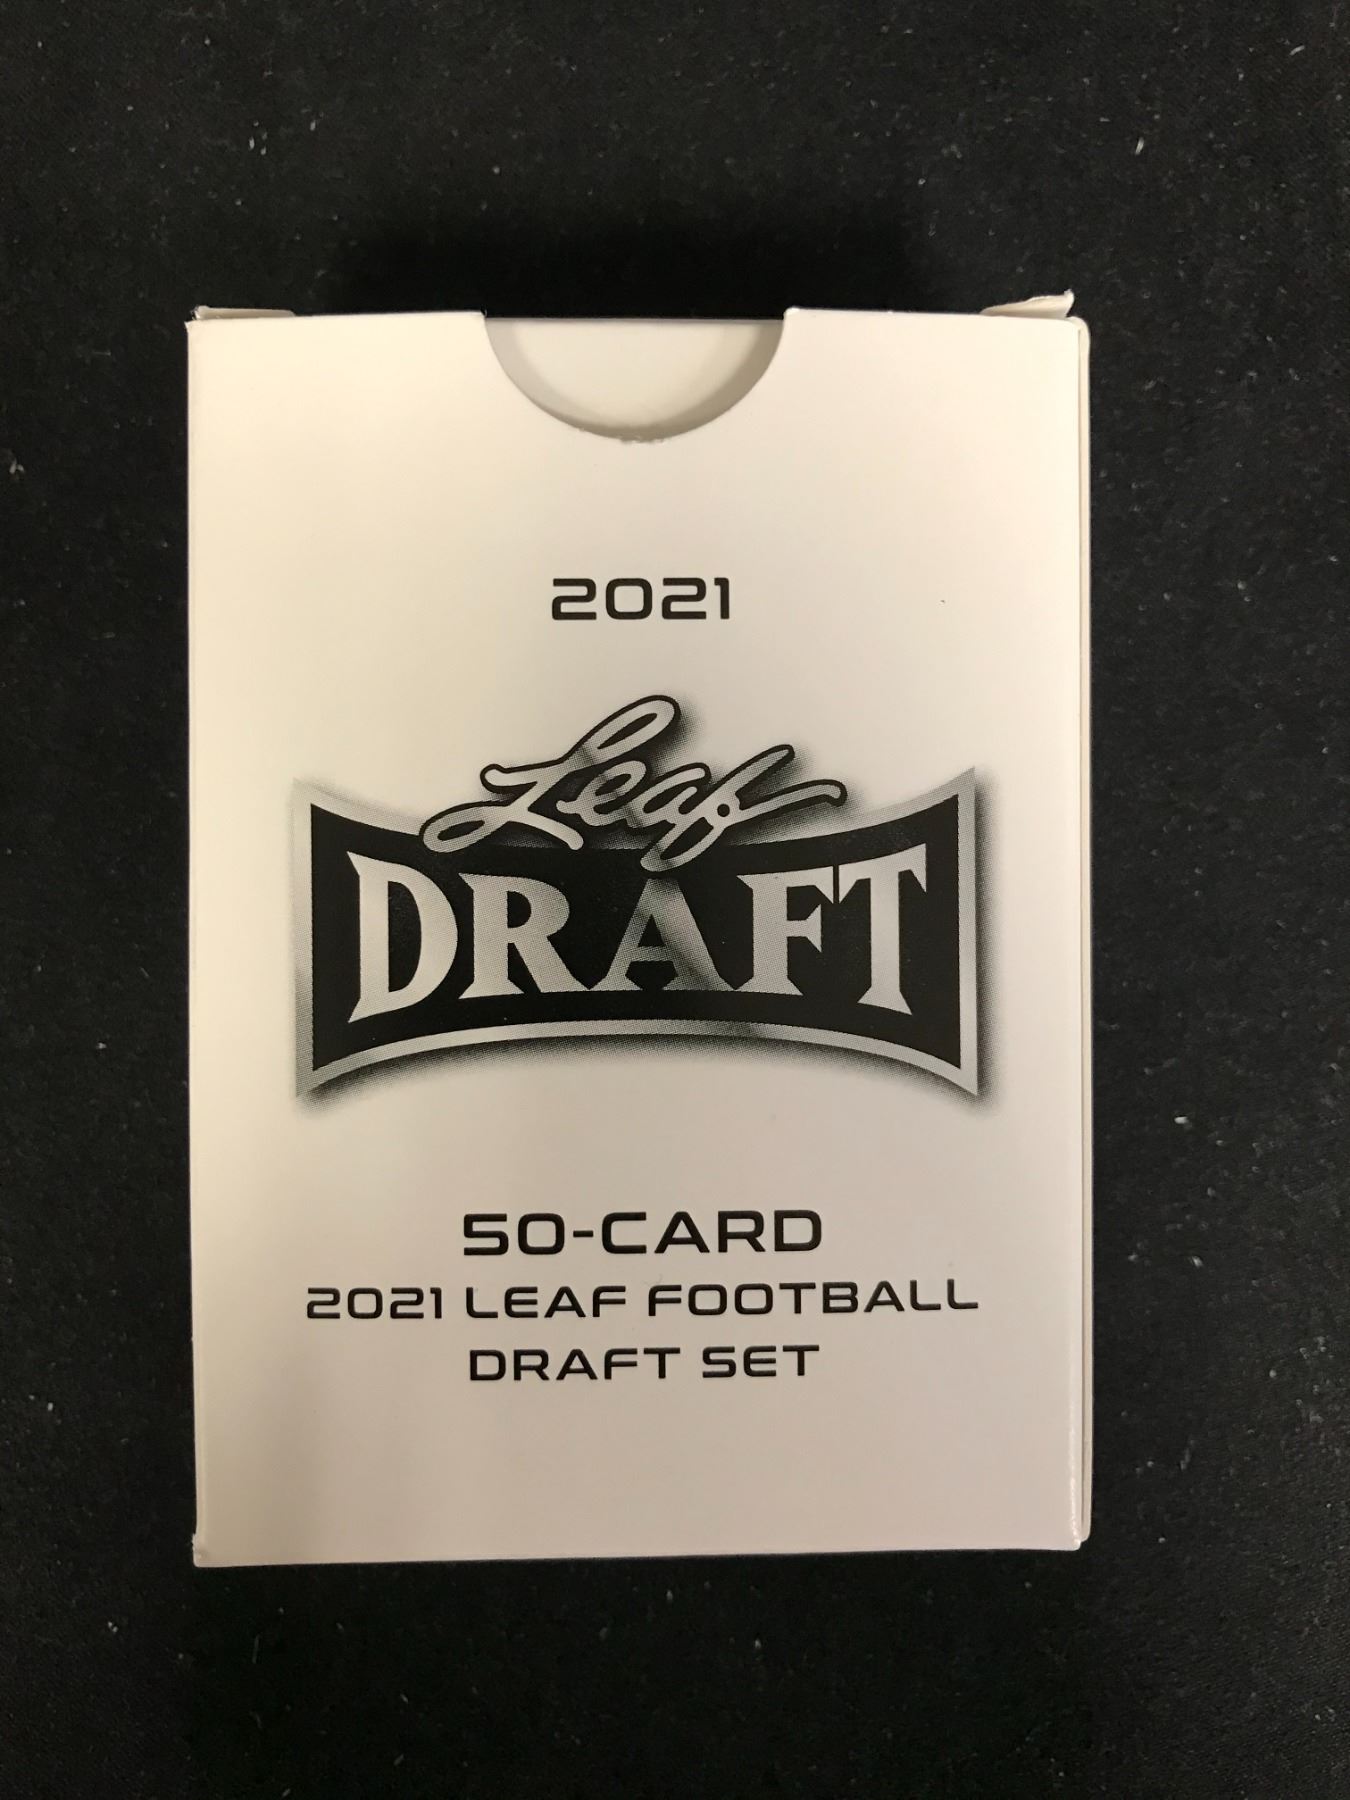 2021
Leaf
DRAFT
50-CARD
2021 LEAF FOOTBALL
DRAFT SET